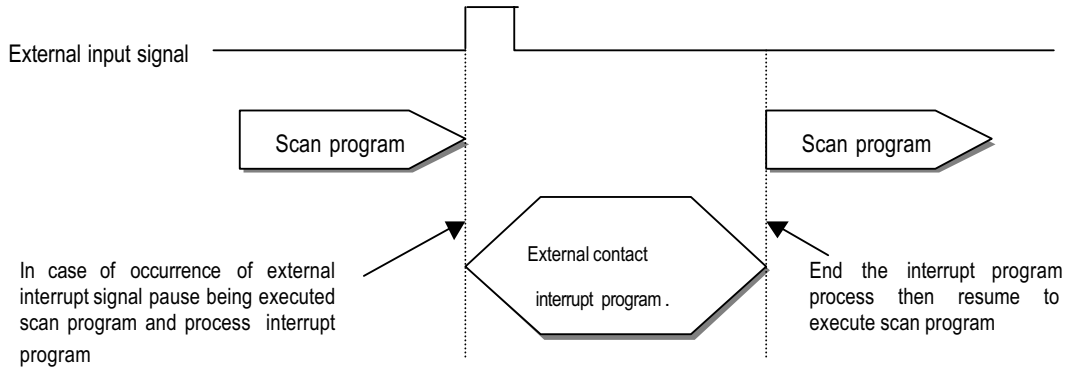 External input signal
Scan program
Scan program
External contact
interrupt program .
In case of occurrence of external
interrupt signal pause being executed
scan program and process interrupt
program
End the interrupt program
process then resume to
execute scan program